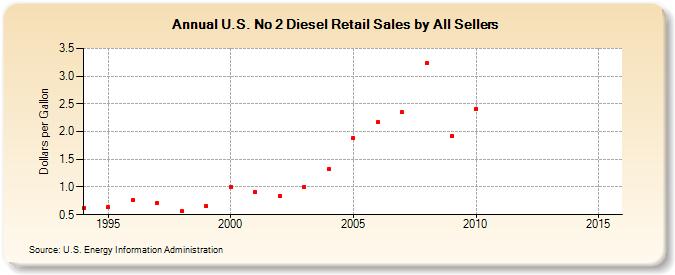 Annual U.S. No 2 Diesel Retail Sales by All Sellers
Dollars per Gallon
3.5
3.0
2.5
2.0
1.5
1.0
0.5
1995 2000 2005 2010 2015
Source: U.S. Energy Information Administration